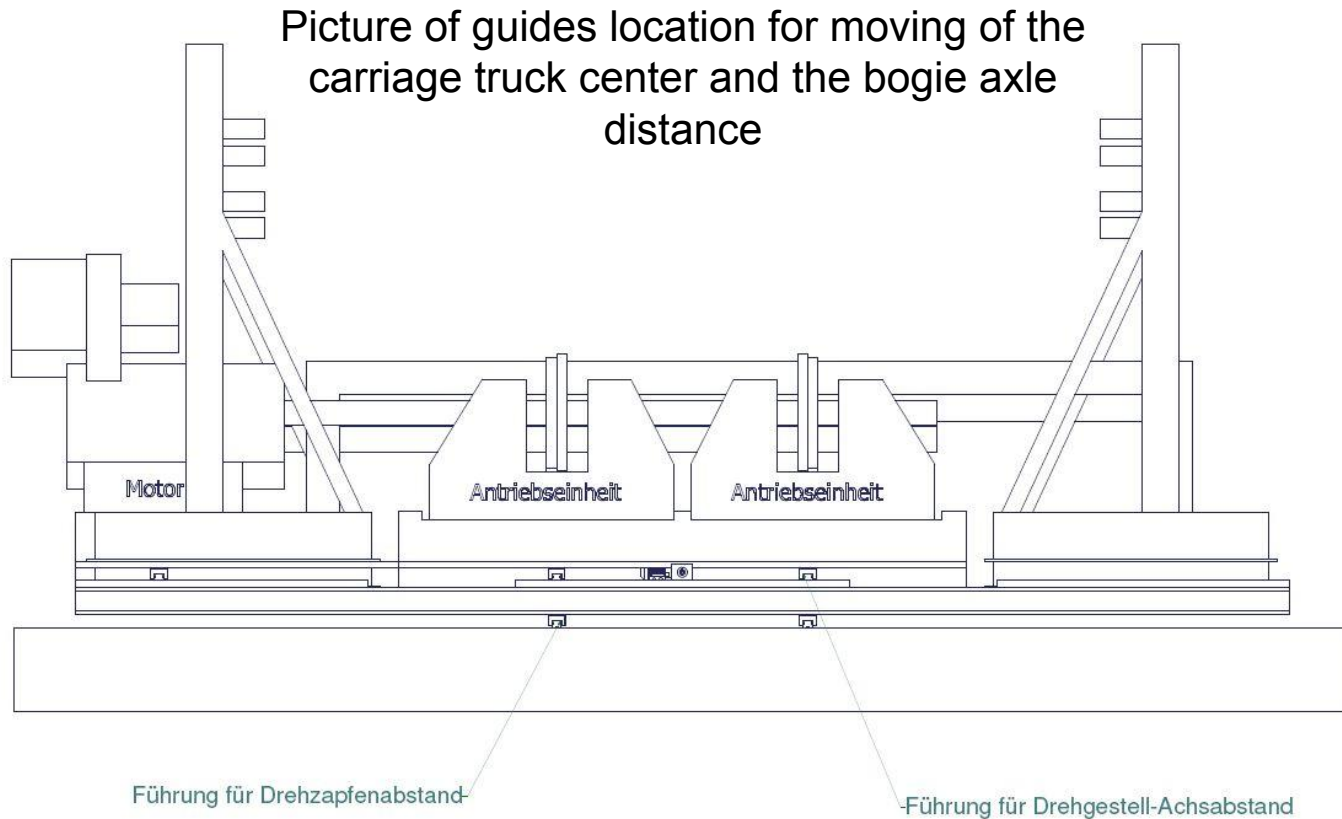 Picture of guides location for moving of the
carriage truck center and the bogie axle
distance
Motor
Antriebseinheit
Antriebseinheit
Führung für Drehzapfenabstand
Führung für Drehgestell-Achsabstand